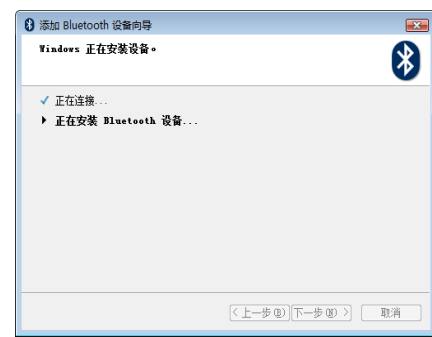 添加 Bluetooth 设备向导
Windows 正在安装设备。
正在连接...
正在安装 Bluetooth 设备...
<上一步(B) 下一步(N) > 取消